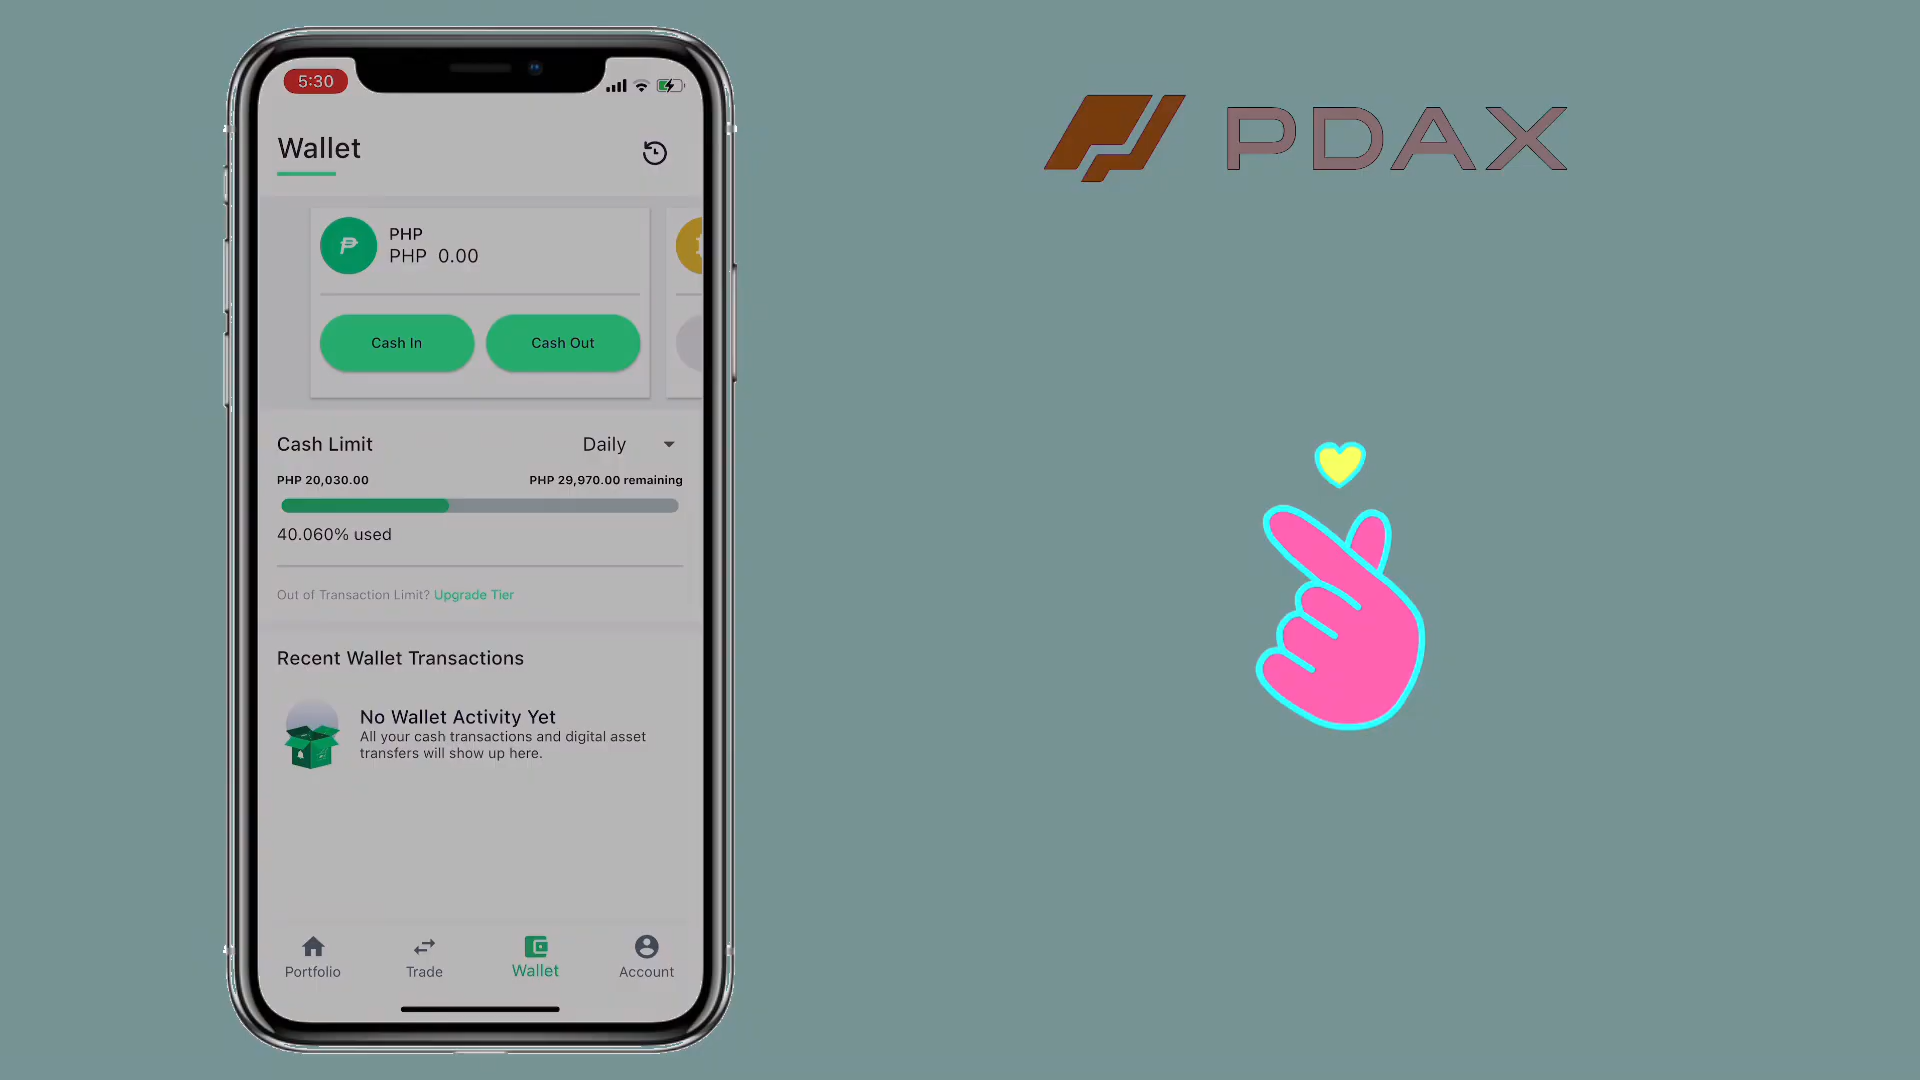 5:30
Wallet
PHP
PHP 0.00
Cash In
Cash Out
Cash Limit
Daily
PHP 20,030.00
PHP 29,970.00 remaining
40.060% used
Out of Transaction Limit? Upgrade Tier
Recent Wallet Transactions
No Wallet Activity Yet
All your cash transactions and digital asset
transfers will show up here.
Portfolio
Trade
Wallet
Account
PDAX